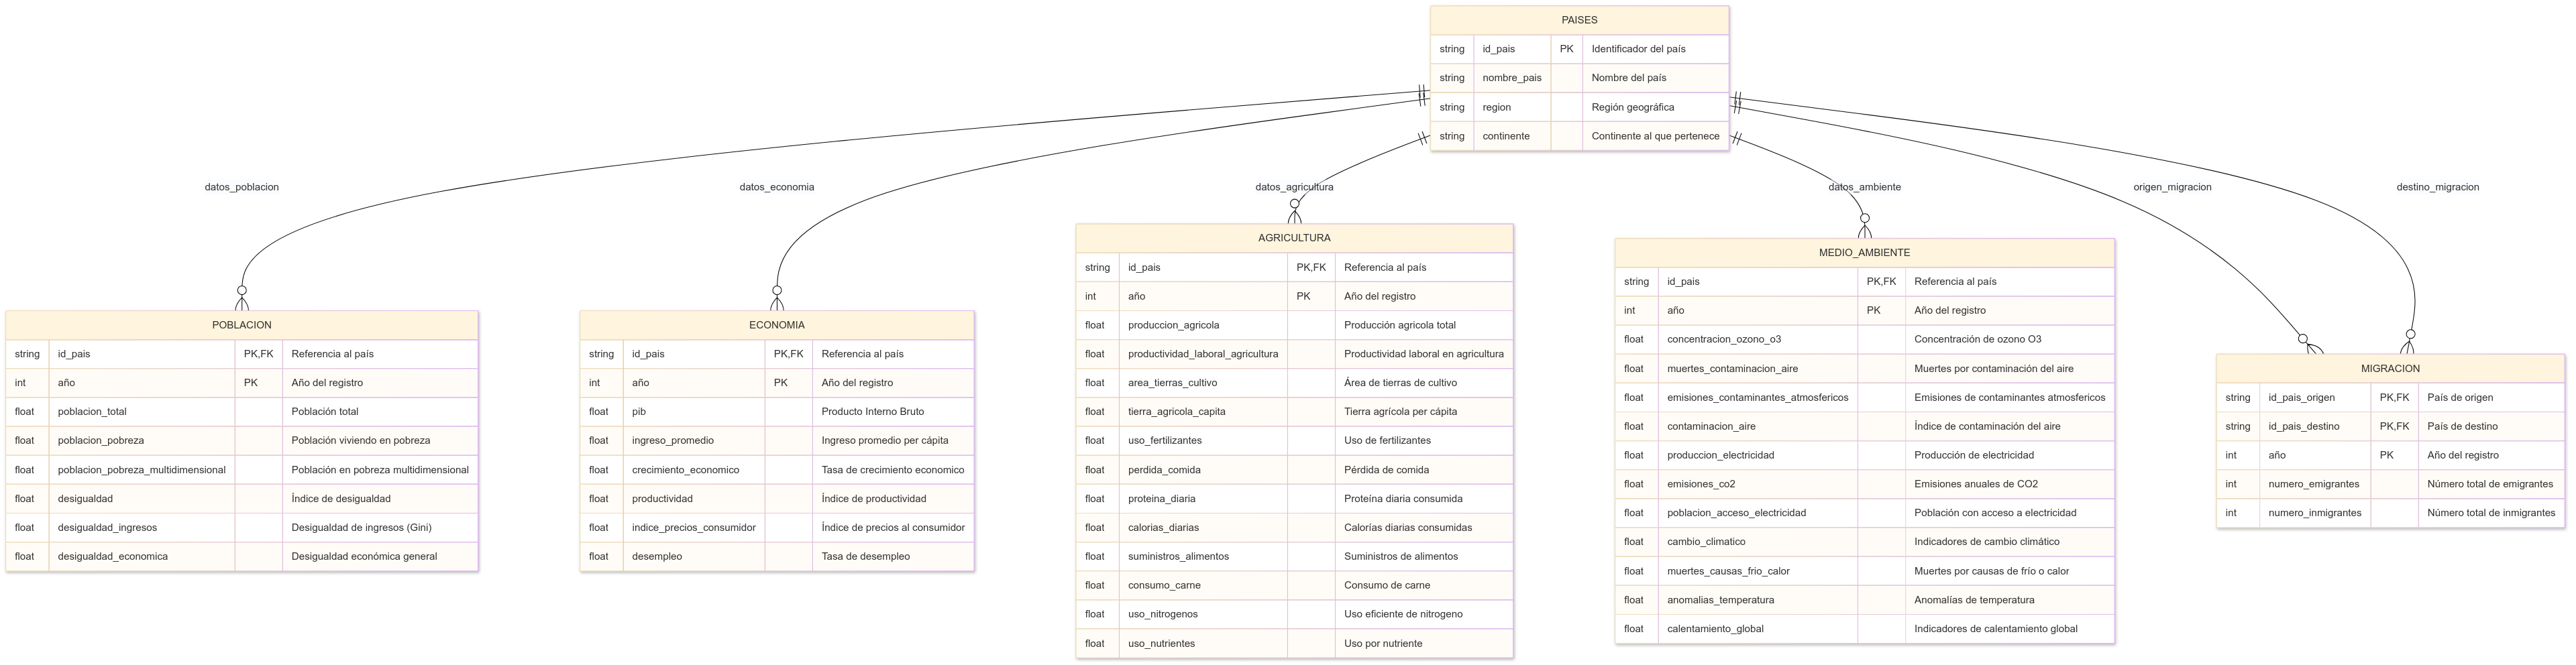 PAISES
string id_pais PK Identificador del país
string nombre_pais Nombre del país
string region Región geográfica
string continente Continente al que pertenece
datos_poblacion
datos_economia
datos_agricultura
datos_ambiente
origen_migracion
destino_migracion
POBLACION
string id_pais PK,FK Referencia al país
int año PK Año del registro
float poblacion_total Población total
float poblacion_pobreza Población viviendo en pobreza
float poblacion_pobreza_multidimensional Población en pobreza multidimensional
float desigualdad Índice de desigualdad
float desigualdad_ingresos Desigualdad de ingresos (Gini)
float desigualdad_economica Desigualdad económica general
ECONOMIA
string id_pais PK,FK Referencia al país
int año PK Año del registro
float pib Producto Interno Bruto
float ingreso_promedio Ingreso promedio per cápita
float crecimiento_economico Tasa de crecimiento economico
float productividad Índice de productividad
float indice_precios_consumidor Índice de precios al consumidor
float desempleo Tasa de desempleo
AGRICULTURA
string id_pais PK,FK Referencia al país
int año PK Año del registro
float produccion_agricola Producción agricola total
float productividad_laboral_agricultura Productividad laboral en agricultura
float area_tierras_cultivo Área de tierras de cultivo
float tierra_agricola_capita Tierra agrícola per cápita
float uso_fertilizantes Uso de fertilizantes
float perdida_comida Pérdida de comida
float proteina_diaria Proteína diaria consumida
float calorias_diarias Calorías diarias consumidas
float suministros_alimentos Suministros de alimentos
float consumo_carne Consumo de carne
float uso_nitrogenos Uso eficiente de nitrogeno
float uso_nutrientes Uso por nutriente
MEDIO_AMBIENTE
string id_pais PK,FK Referencia al país
int año PK Año del registro
float concentracion_ozono_o3 Concentración de ozono O3
float muertes_contaminacion_aire Muertes por contaminación del aire
float emisiones_contaminantes_atmosfericos Emisiones de contaminantes atmosfericos
float contaminacion_aire Índice de contaminación del aire
float produccion_electricidad Producción de electricidad
float emisiones_co2 Emisiones anuales de CO2
float poblacion_acceso_electricidad Población con acceso a electricidad
float cambio_climatico Indicadores de cambio climático
float muertes_causas_frio_calor Muertes por causas de frío o calor
float anomalias_temperatura Anomalías de temperatura
float calentamiento_global Indicadores de calentamiento global
MIGRACION
string id_pais_origen PK,FK País de origen
string id_pais_destino PK,FK País de destino
int año PK Año del registro
int numero_emigrantes Número total de emigrantes
int numero_inmigrantes Número total de inmigrantes